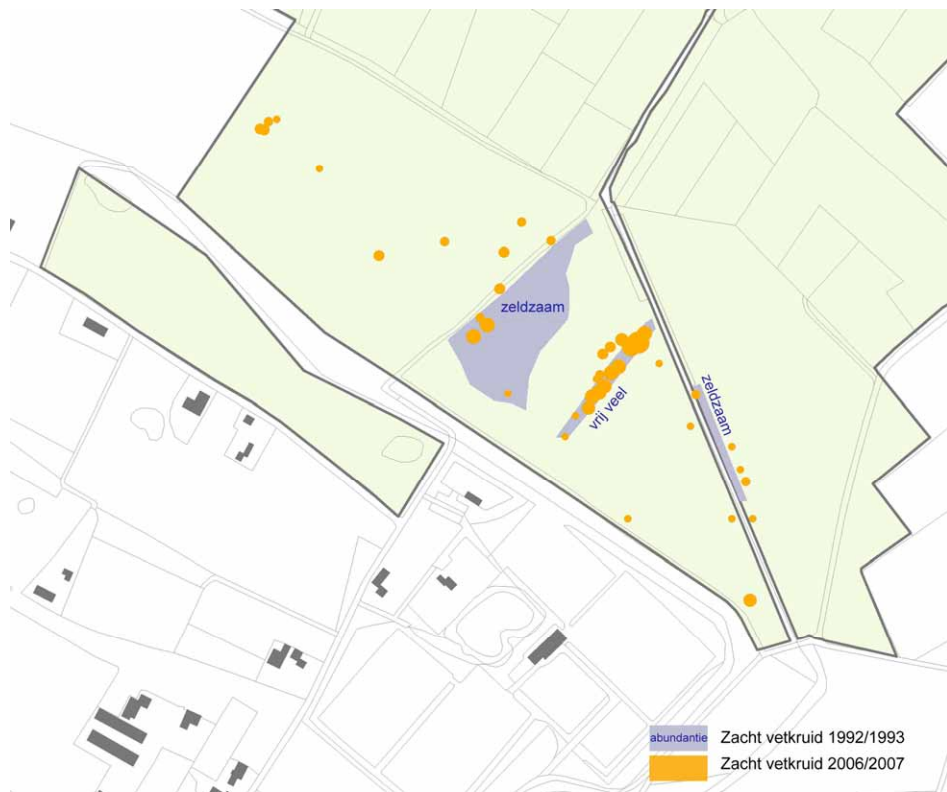 zeldzaam
vrij veel
zeldzaam
abundantie Zacht vetkruid 1992/1993
Zacht vetkruid 2006/2007